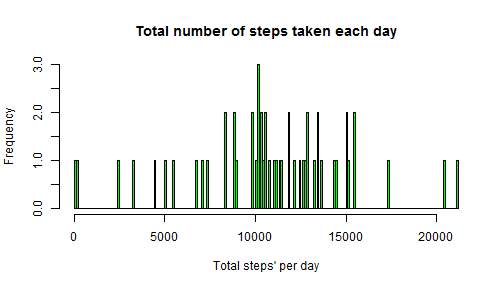 Total number of steps taken each day
Frequency
3.0
2.0
1.0
0.0
0 5000 10000 15000 20000
Total steps' per day